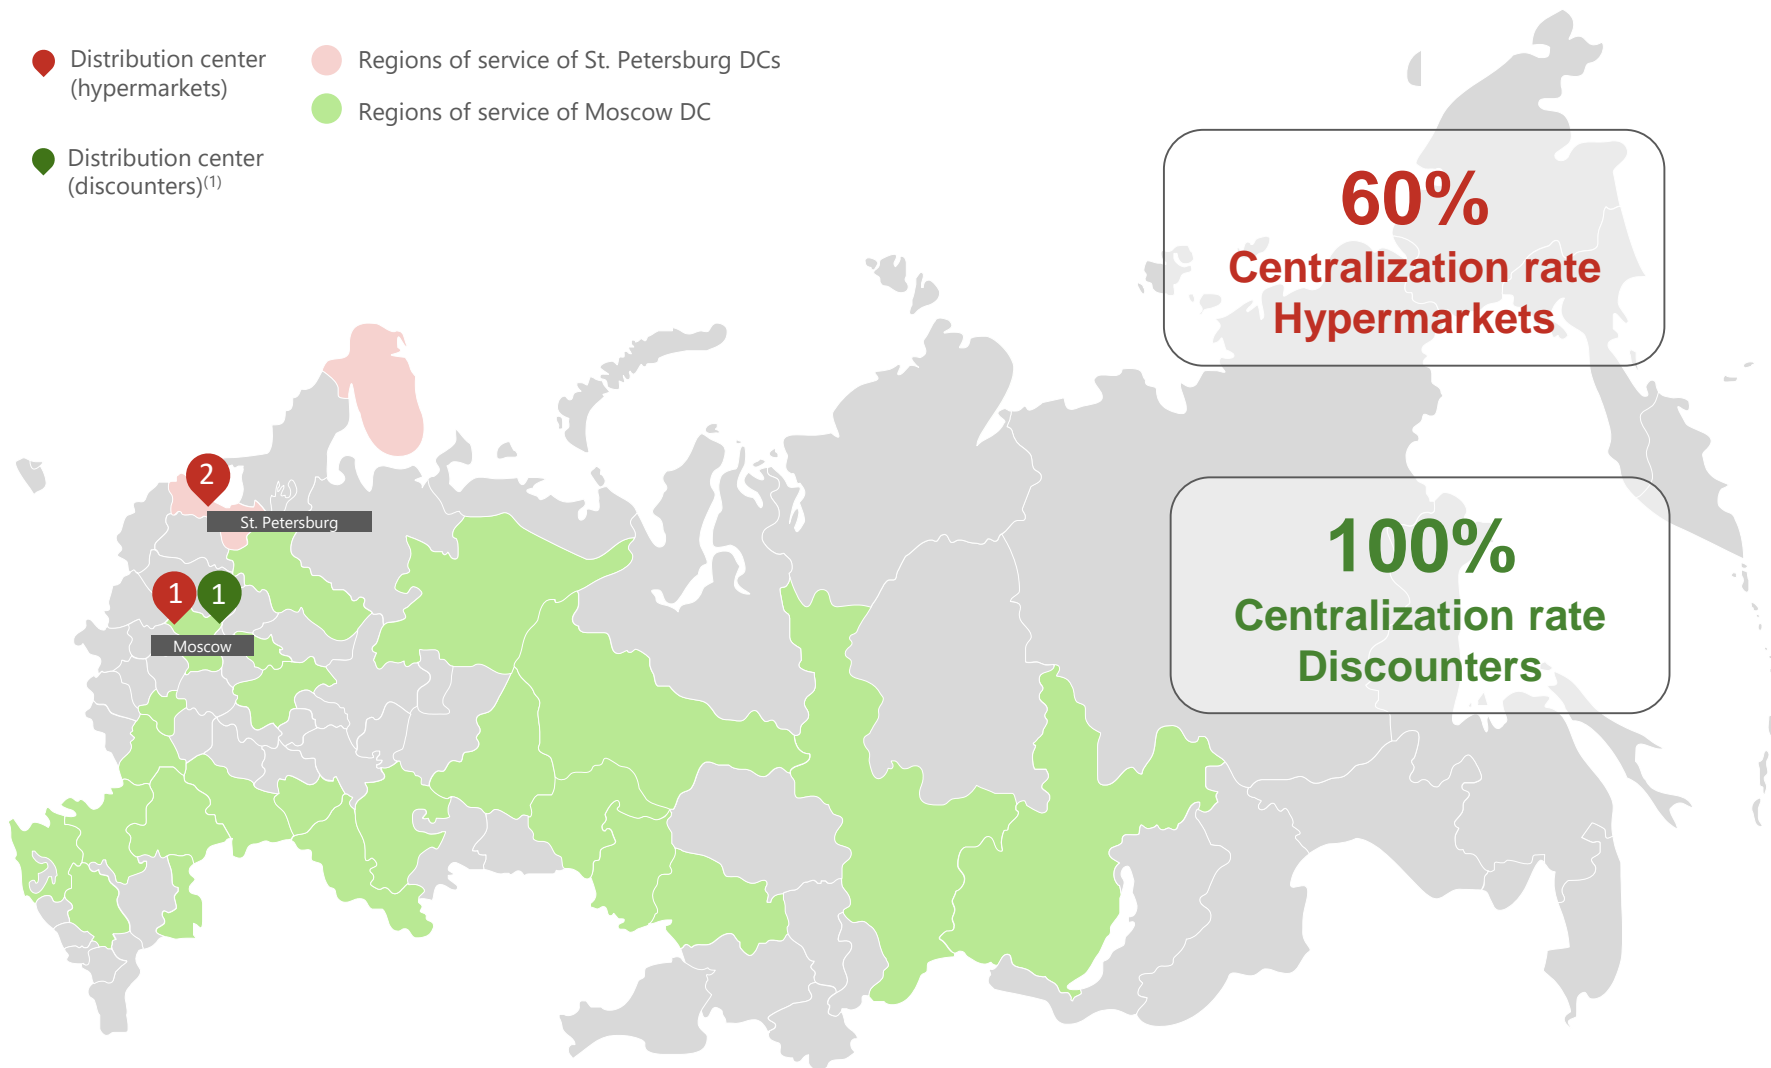 Distribution center
(hypermarkets)
Distribution center
(discounters)(1)
Regions of service of St. Petersburg DCs
Regions of service of Moscow DC
60%
Centralization rate
Hypermarkets
100%
Centralization rate
Discounters
2
St. Petersburg
1
1
Moscow